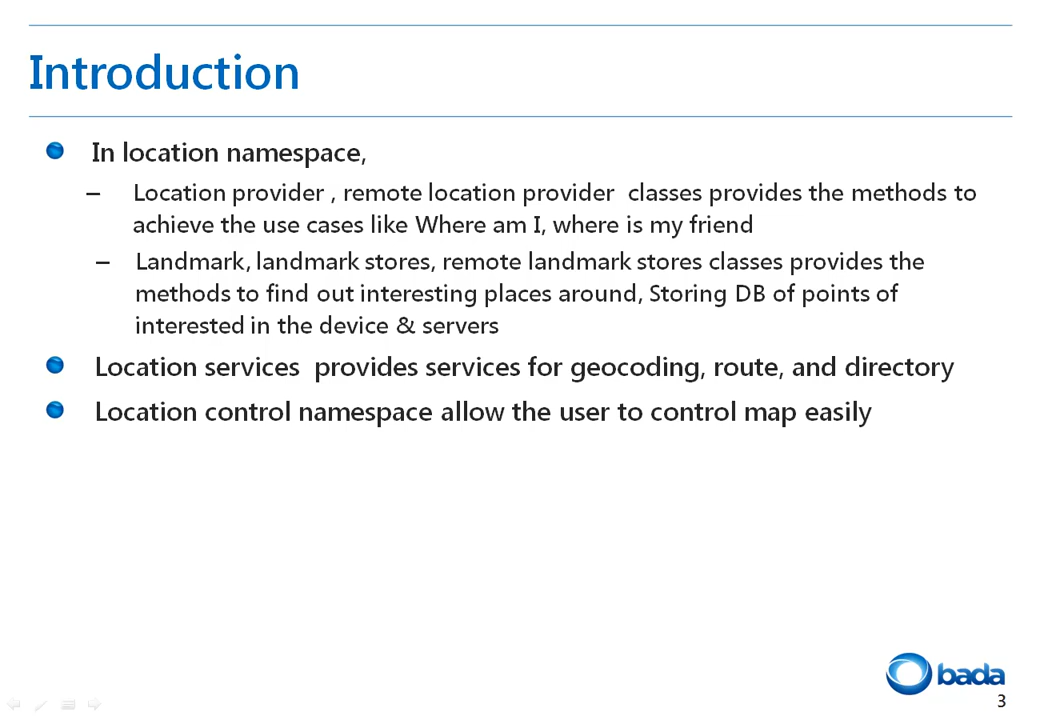 Introduction
In location namespace,
– Location provider , remote location provider  classes provides the methods to
achieve the use cases like Where am I, where is my friend
– Landmark, landmark stores, remote landmark stores classes provides the
methods to find out interesting places around, Storing DB of points of
interested in the device & servers
Location services  provides services for geocoding, route, and directory
Location control namespace allow the user to control map easily
bada
3